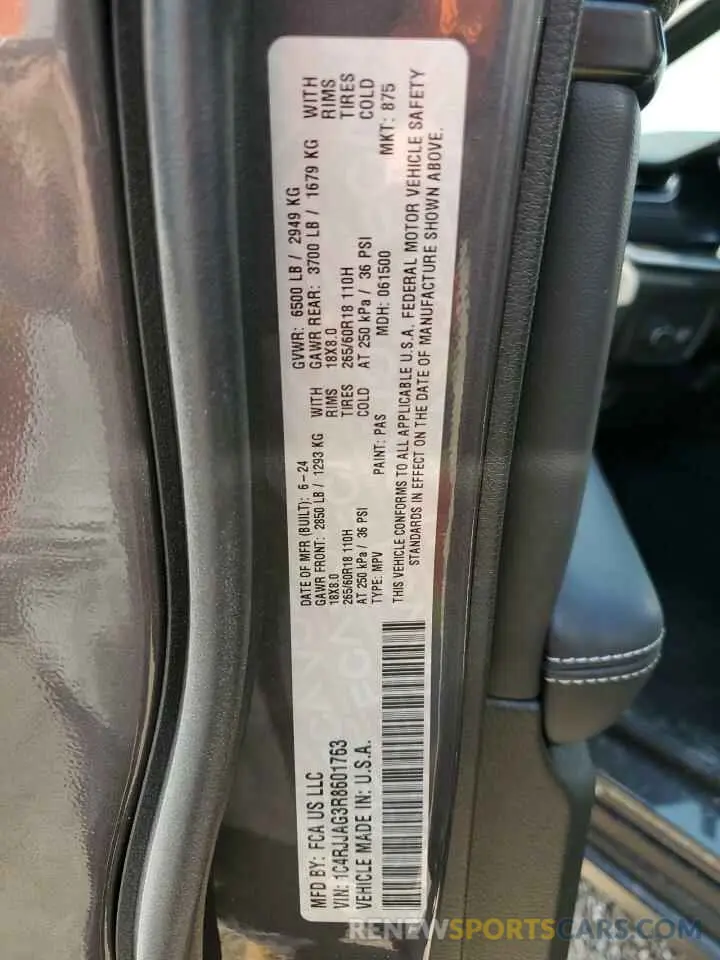 MFD BY: FCA US LLC
DATE OF MFR (BUILT): 6-24
GVWR: 6500 LB / 2949 KG
GAWR FRONT: 2850 LB / 1293 KG WITH
GAWR REAR: 3700 LB / 1679 KG WITH
18X8.0 RIMS
18X8.0 RIMS
265/60R18 110H TIRES
265/60R18 110H TIRES
AT 250 kPa / 36 PSI COLD
AT 250 kPa / 36 PSI COLD
VIN: 1C4RJJAG3R8601763
TYPE: MPV
PAINT: PAS
MDH: 061500
MKT: 875
VEHICLE MADE IN: U.S.A.
THIS VEHICLE CONFORMS TO ALL APPLICABLE U.S.A. FEDERAL MOTOR VEHICLE SAFETY
STANDARDS IN EFFECT ON THE DATE OF MANUFACTURE SHOWN ABOVE.
RENEWSPORTSCARS.COM